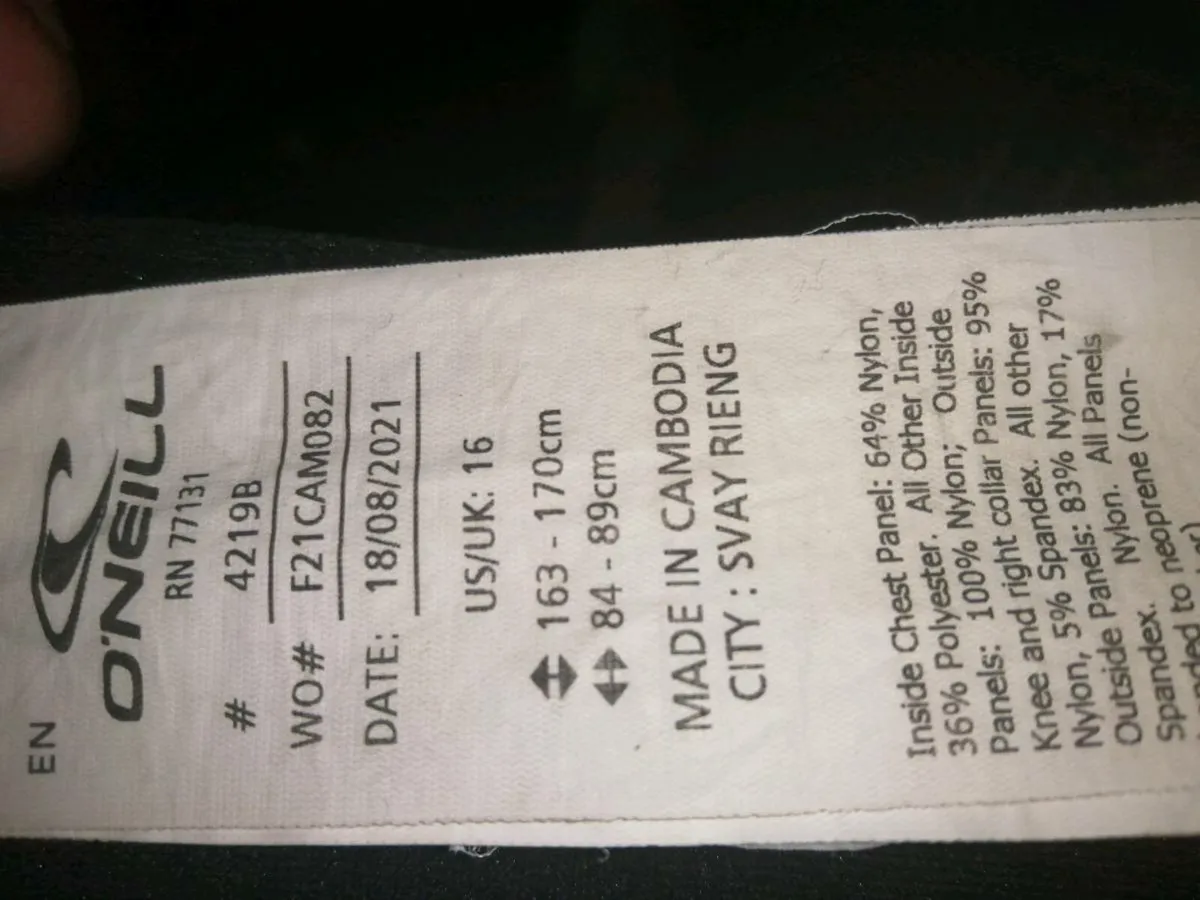 EN
O'NEILL
RN 77131
# 4219B
WO# F21CAM082
DATE: 18/08/2021
US/UK: 16
163 - 170cm
84 - 89cm
MADE IN CAMBODIA
CITY : SVAY RIENG
Inside Chest Panel: 64% Nylon,
36% Polyester. All Other Inside
Panels: 100% Nylon; Outside
Knee and right collar Panels: 95%
Nylon, 5% Spandex. All other
Outside Panels: 83% Nylon, 17%
Spandex. Nylon. All Panels
bonded to neoprene (non-